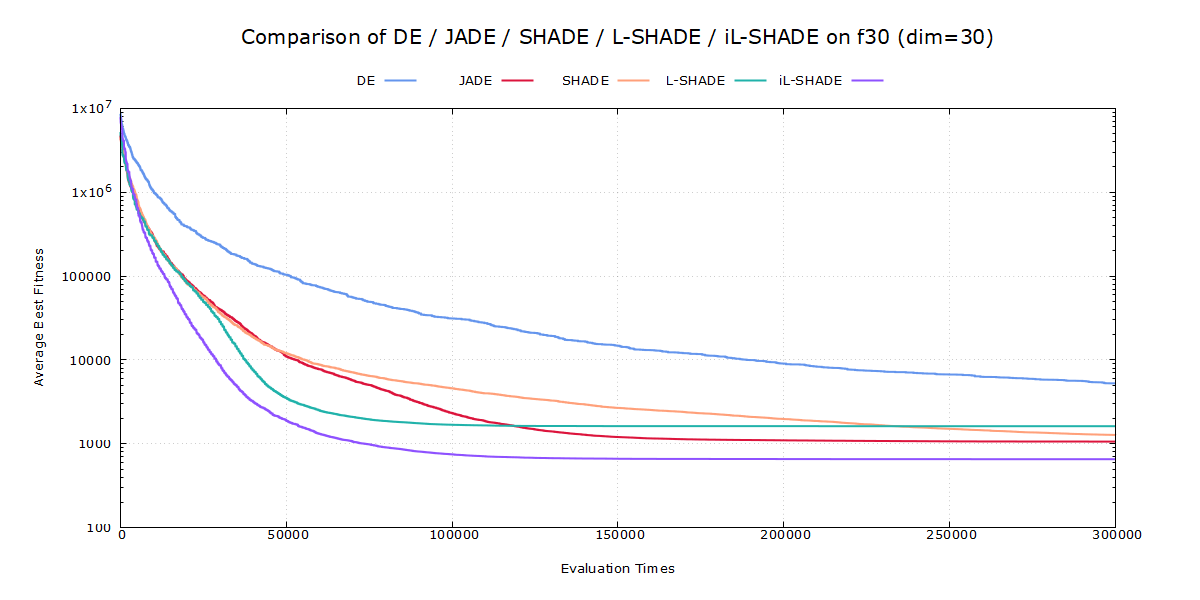 Comparison of DE / JADE / SHADE / L-SHADE / iL-SHADE on f30 (dim=30)
DE JADE SHADE L-SHADE iL-SHADE
1x10^7
1x10^6
100000
10000
1000
100
Average Best Fitness
0 50000 100000 150000 200000 250000 300000
Evaluation Times